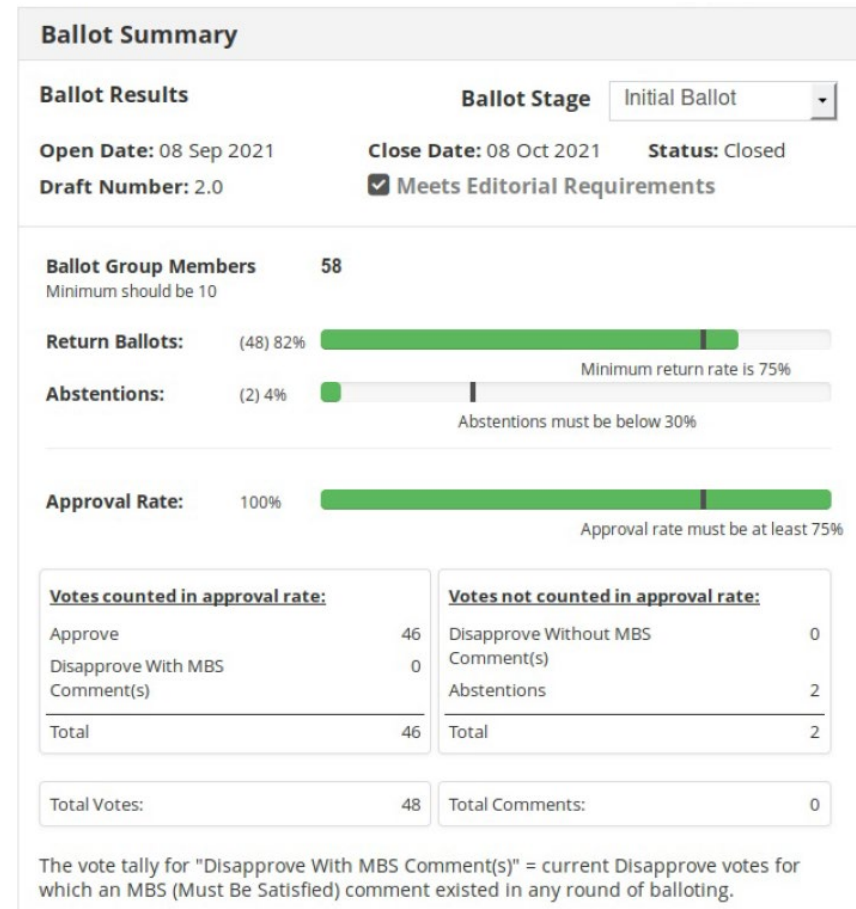 Ballot Summary
Ballot Results
Ballot Stage Initial Ballot
Open Date: 08 Sep 2021 Close Date: 08 Oct 2021 Status: Closed
Draft Number: 2.0 Meets Editorial Requirements
Ballot Group Members 58
Minimum should be 10
Return Ballots: (48) 82%
Minimum return rate is 75%
Abstentions: (2) 4%
Abstentions must be below 30%
Approval Rate: 100%
Approval rate must be at least 75%
Votes counted in approval rate:
Approve 46
Disapprove With MBS 0
Comment(s)
Total 46
Votes not counted in approval rate:
Disapprove Without MBS 0
Comment(s)
Abstentions 2
Total 2
Total Votes: 48
Total Comments: 0
The vote tally for "Disapprove With MBS Comment(s)" = current Disapprove votes for
which an MBS (Must Be Satisfied) comment existed in any round of balloting.